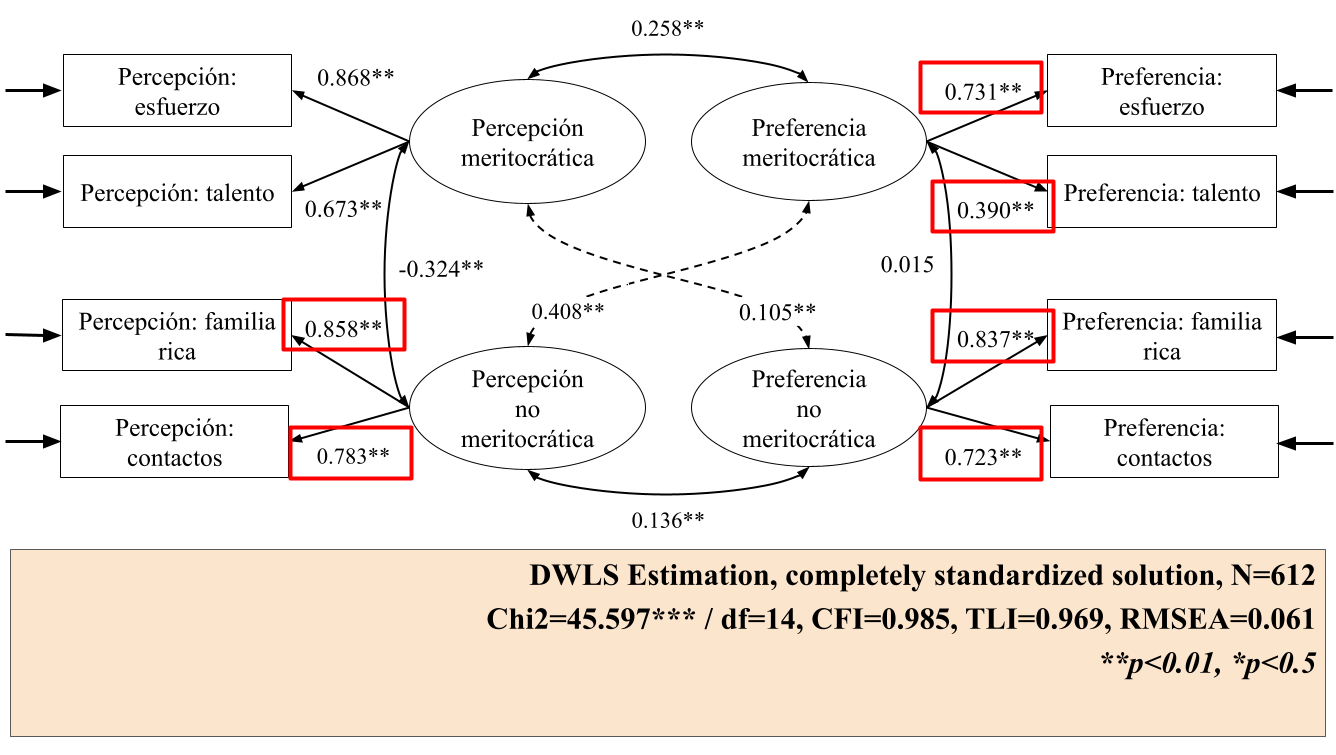 0.258**
Percepción:
esfuerzo
0.868**
Percepción
meritocrática
Preferencia
meritocrática
0.731**
Preferencia:
esfuerzo
Percepción: talento
0.673**
0.390**
Preferencia: talento
-0.324**
0.015
Percepción: familia
rica
0.858**
0.408**
0.105**
0.837**
Preferencia: familia
rica
Percepción:
contactos
0.783**
Percepción
no
meritocrática
Preferencia
no
meritocrática
0.723**
Preferencia:
contactos
0.136**
DWLS Estimation, completely standardized solution, N=612
Chi2=45.597*** / df=14, CFI=0.985, TLI=0.969, RMSEA=0.061
**p<0.01, *p<0.5